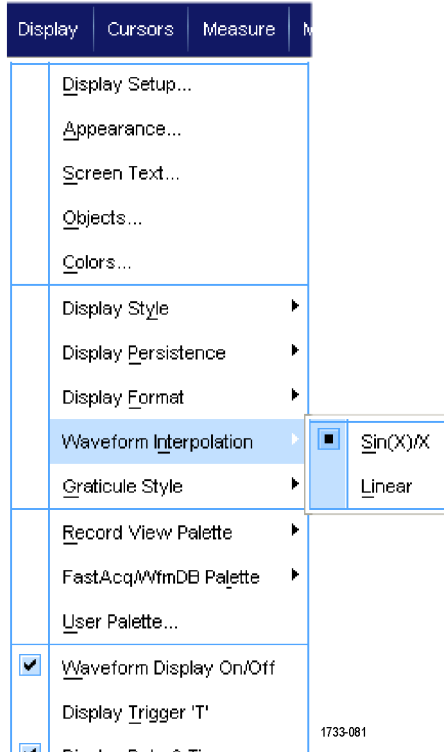 Display Cursors Measure
Display Setup...
Appearance...
Screen Text...
Objects...
Colors...
Display Style
Display Persistence
Display Format
Waveform Interpolation
Sin(X)/X
Linear
Graticule Style
Record View Palette
FastAcq/WfmDB Palette
User Palette...
Waveform Display On/Off
Display Trigger 'T'
1733-081